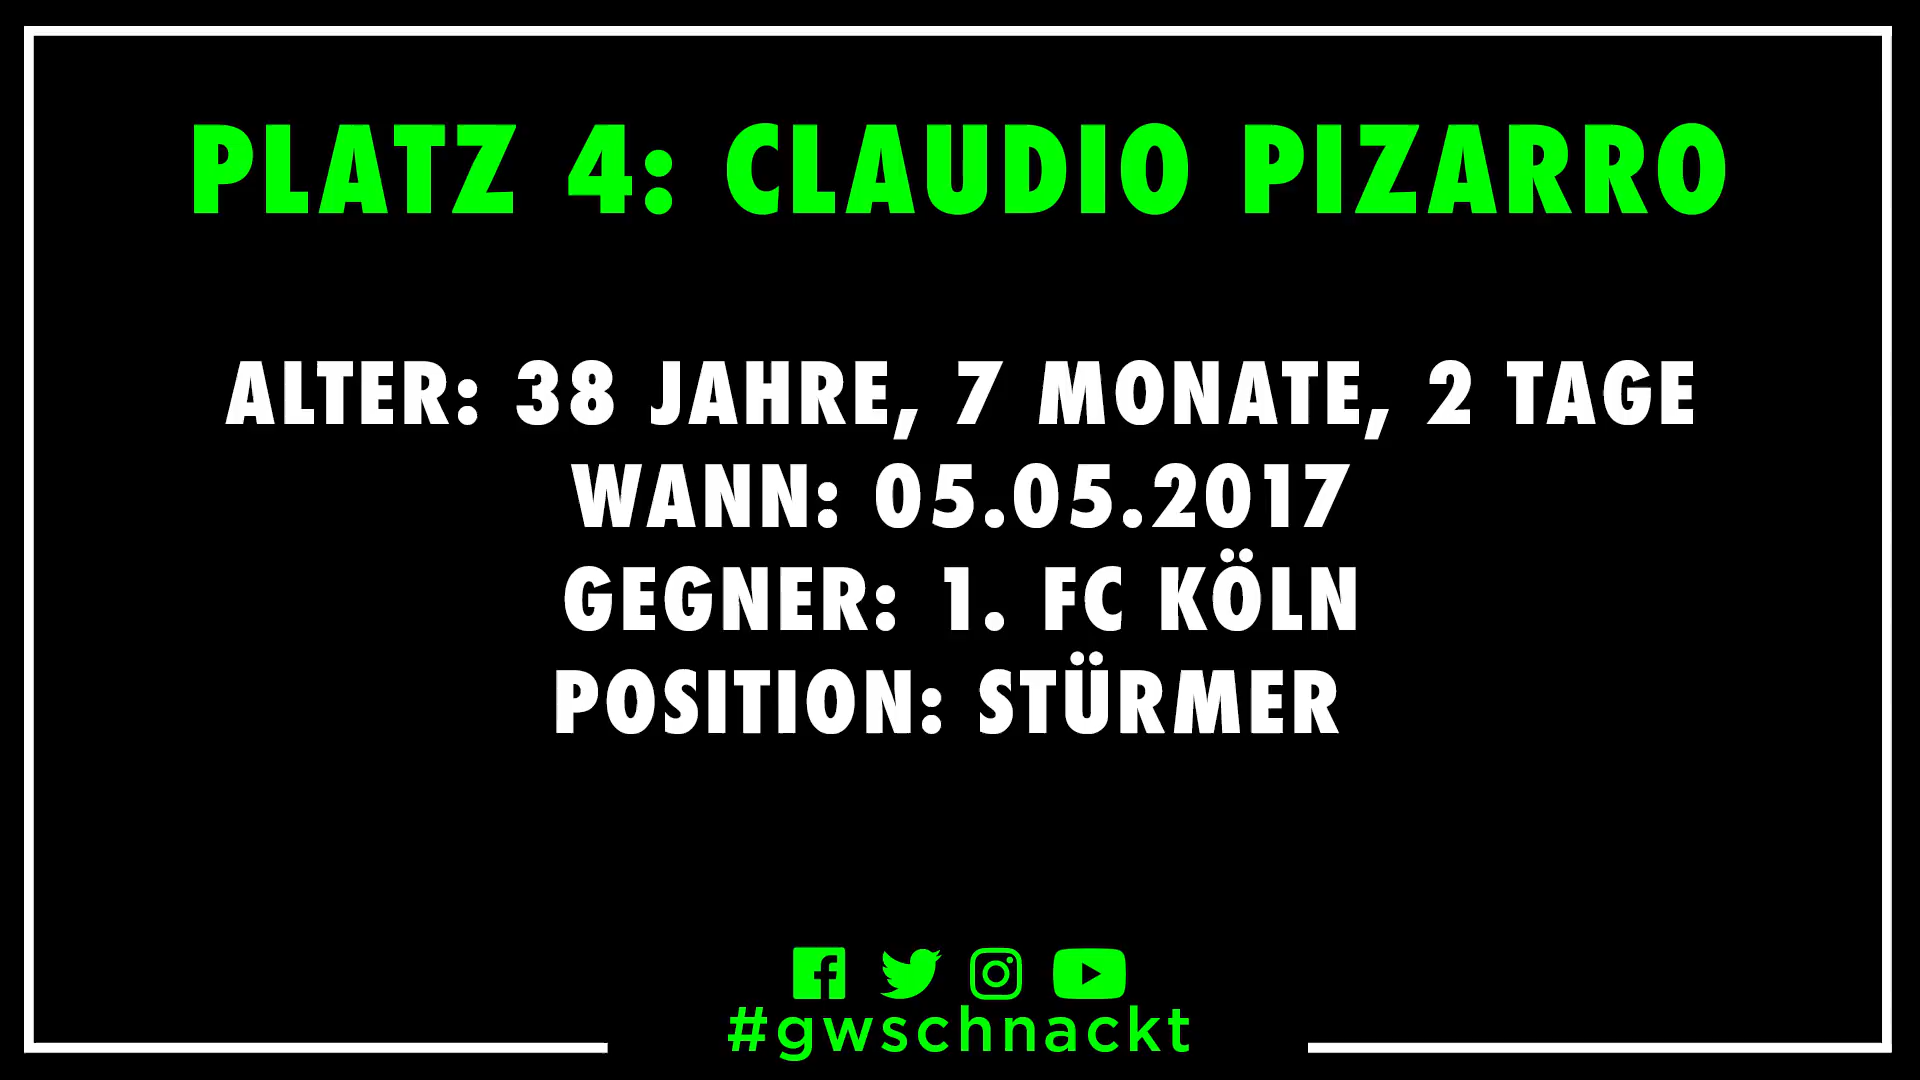 PLATZ 4: CLAUDIO PIZARRO
ALTER: 38 JAHRE, 7 MONATE, 2 TAGE
WANN: 05.05.2017
GEGNER: 1. FC KÖLN
POSITION: STÜRMER
#gwschnackt